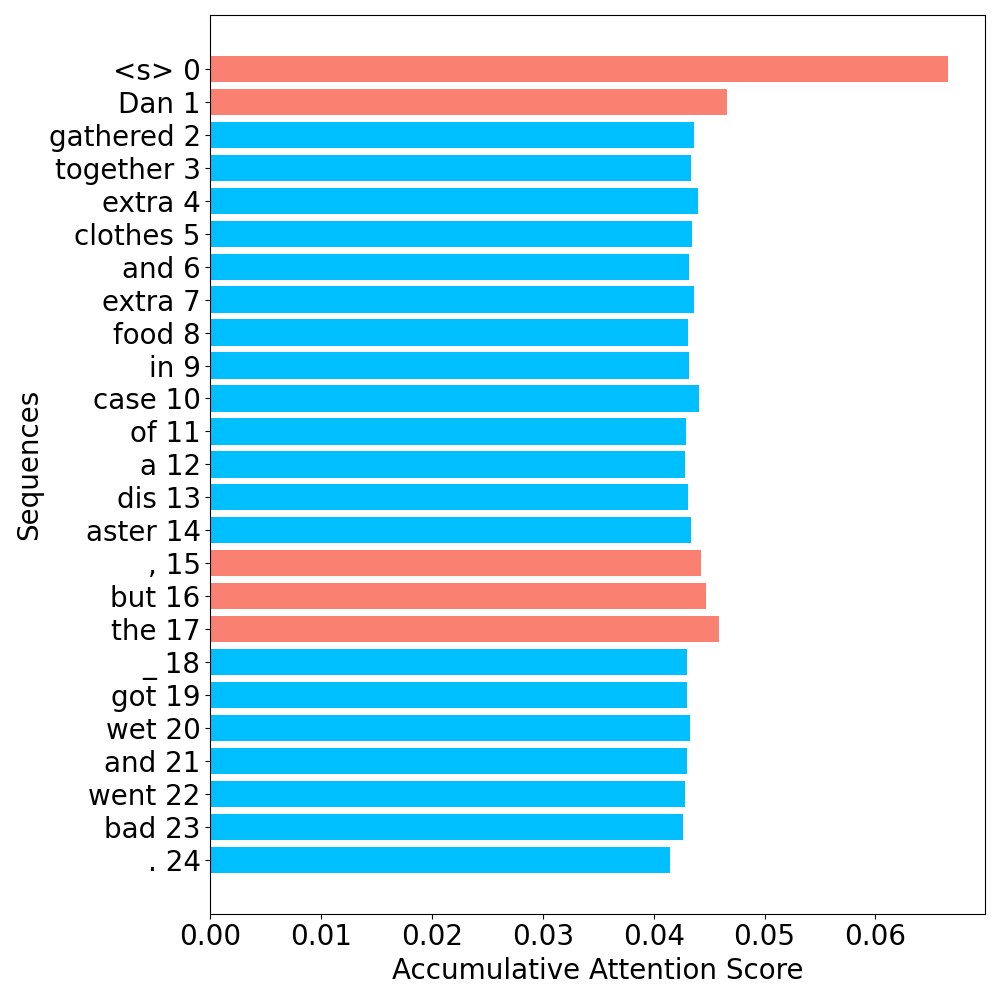 <s> 0
Dan 1
gathered 2
together 3
extra 4
clothes 5
and 6
extra 7
food 8
in 9
case 10
of 11
a 12
dis 13
aster 14
, 15
but 16
the 17
_ 18
got 19
wet 20
and 21
went 22
bad 23
. 24
Sequences
0.00 0.01 0.02 0.03 0.04 0.05 0.06
Accumulative Attention Score